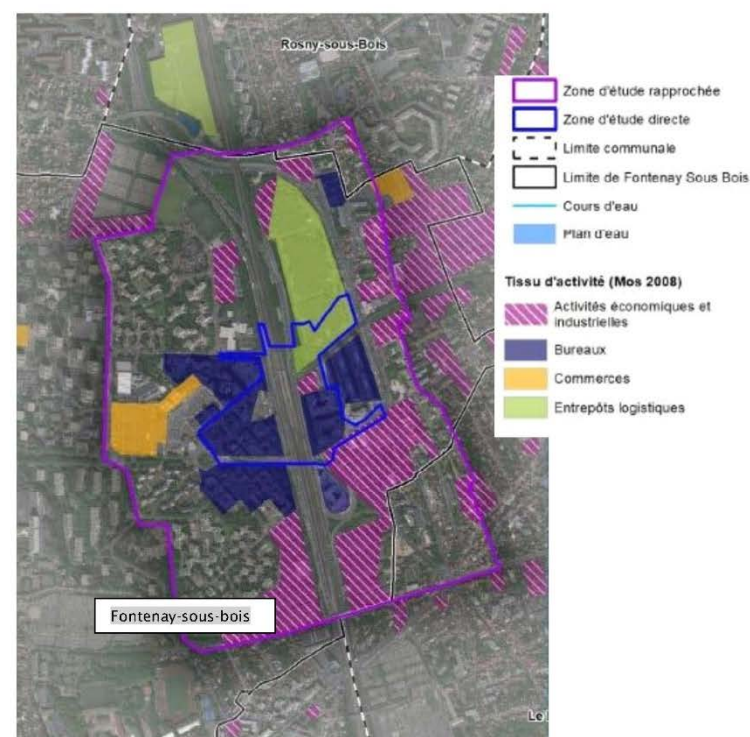 Rosny-sous-Bois
Zone d'étude rapprochée
Zone d'étude directe
Limite communale
Limite de Fontenay Sous Bois
Cours d'eau
Plan d'eau
Tissu d'activité (Mos 2008)
Activités économiques et
industrielles
Bureaux
Commerces
Entrepôts logistiques
Fontenay-sous-bois
Le